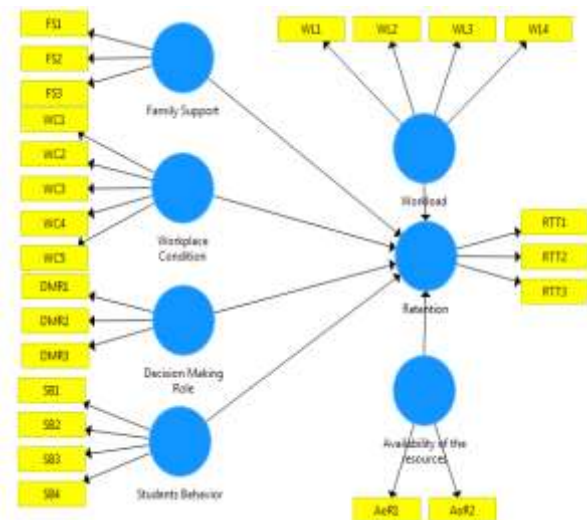 FS1
FS2
FS3
Family Support
WC1
WC2
WC3
WC4
WC5
Workplace
Condition
DMR1
DMR2
DMR3
Decision Making
Role
SB1
SB2
SB3
SB4
Students Behavior
WL1
WL2
WL3
WL4
Workload
RTT1
RTT2
RTT3
Retention
Availability of the
resources
AoR1
AoR2